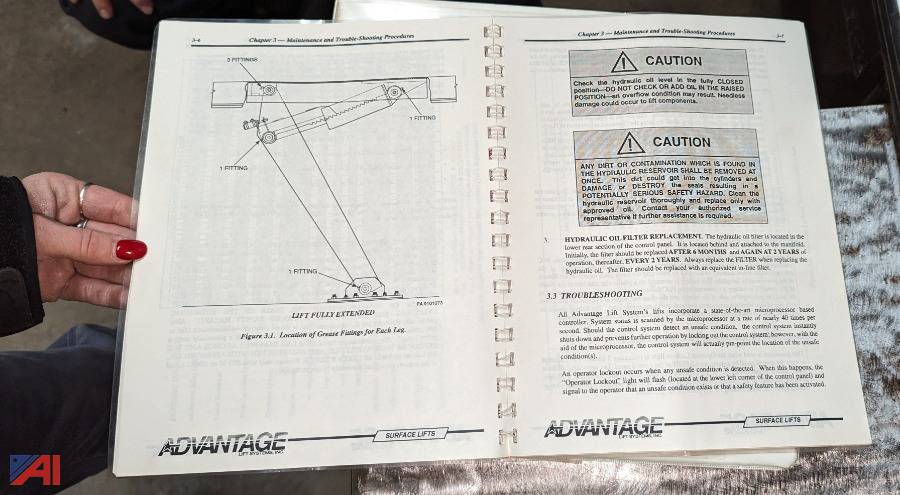 3-6
Chapter 3 — Maintenance and Trouble-Shooting Procedures
3 FITTINGS
1 FITTING
1 FITTING
1 FITTING
PA 9101073
LIFT FULLY EXTENDED
Figure 3.1. Location of Grease Fittings for Each Leg.
ADVANTAGE
LIFT SYSTEMS, INC.
SURFACE LIFTS
Chapter 3 — Maintenance and Trouble-Shooting Procedures
3-7
CAUTION
Check the hydraulic oil level in the fully CLOSED
position—DO NOT CHECK OR ADD OIL IN THE RAISED
POSITION—an overflow condition may result. Needless
damage could occur to lift components.
CAUTION
ANY DIRT OR CONTAMINATION WHICH IS FOUND IN
THE HYDRAULIC RESERVOIR SHALL BE REMOVED AT
ONCE. This dirt could get into the cylinders and
DAMAGE or DESTROY the seals resulting in a
POTENTIALLY SERIOUS SAFETY HAZARD. Clean the
hydraulic reservoir thoroughly and replace only with
approved oil. Contact your authorized service
representative if further assistance is required.
3. HYDRAULIC OIL FILTER REPLACEMENT. The hydraulic oil filter is located in the
lower rear section of the control panel. It is located behind and attached to the manifold.
Initially, the filter should be replaced AFTER 6 MONTHS and AGAIN AT 2 YEARS of
operation, thereafter, EVERY 2 YEARS. Always replace the FILTER when replacing the
hydraulic oil. The filter should be replaced with an equivalent in-line filter.
3.3 TROUBLESHOOTING
All Advantage Lift System's lifts incorporate a state-of-the-art microprocessor based
controller. System status is scanned by the microprocessor at a rate of nearly 40 times per
second. Should the control system detect an unsafe condition, the control system instantly
shuts down and prevents further operation by locking out the control system; however, with the
aid of the microprocessor, the control system will actually pin-point the location of the unsafe
condition(s).
An operator lockout occurs when any unsafe condition is detected. When this happens, the
"Operator Lockout" light will flash (located at the lower left corner of the control panel) and
signal to the operator that an unsafe condition exists or that a safety feature has been activated.
ADVANTAGE
LIFT SYSTEMS, INC.
SURFACE LIFTS
AI